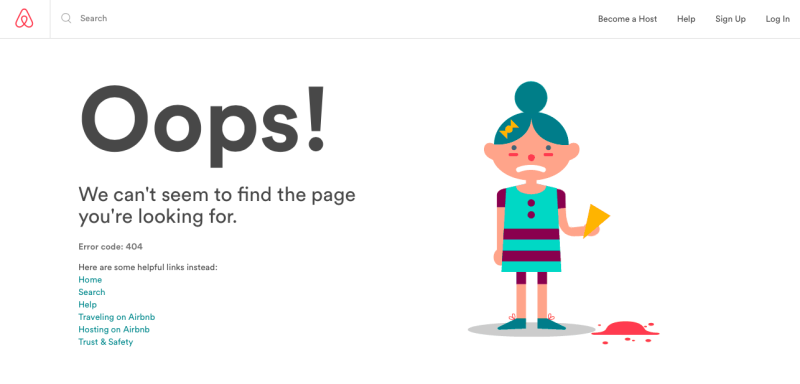 Search
Become a Host
Help
Sign Up
Log In
Oops!
We can't seem to find the page
you're looking for.
Error code: 404
Here are some helpful links instead:
Home
Search
Help
Traveling on Airbnb
Hosting on Airbnb
Trust & Safety